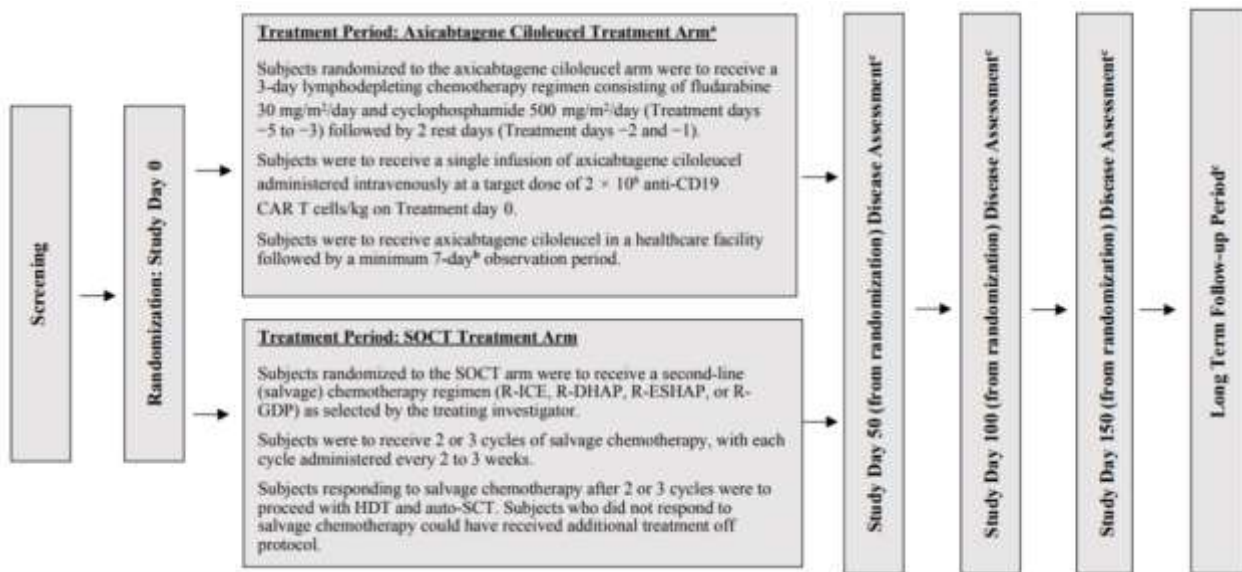 Screening
Randomization: Study Day 0
Treatment Period: Axicabtagene Ciloleucel Treatment Armᵃ
Subjects randomized to the axicabtagene ciloleucel arm were to receive a
3-day lymphodepleting chemotherapy regimen consisting of fludarabine
30 mg/m²/day and cyclophosphamide 500 mg/m²/day (Treatment days
−5 to −3) followed by 2 rest days (Treatment days −2 and −1).
Subjects were to receive a single infusion of axicabtagene ciloleucel
administered intravenously at a target dose of 2 × 10⁶ anti-CD19
CAR T cells/kg on Treatment day 0.
Subjects were to receive axicabtagene ciloleucel in a healthcare facility
followed by a minimum 7-dayᵇ observation period.
Treatment Period: SOCT Treatment Arm
Subjects randomized to the SOCT arm were to receive a second-line
(salvage) chemotherapy regimen (R-ICE, R-DHAP, R-ESHAP, or R-
GDP) as selected by the treating investigator.
Subjects were to receive 2 or 3 cycles of salvage chemotherapy, with each
cycle administered every 2 to 3 weeks.
Subjects responding to salvage chemotherapy after 2 or 3 cycles were to
proceed with HDT and auto-SCT. Subjects who did not respond to
salvage chemotherapy could have received additional treatment off
protocol.
Study Day 50 (from randomization) Disease Assessmentᶜ
Study Day 100 (from randomization) Disease Assessmentᶜ
Study Day 150 (from randomization) Disease Assessmentᶜ
Long Term Follow-up Periodᶜ